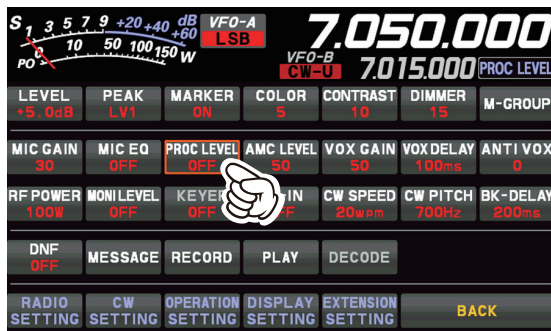 S 1 3 5 7 9 +20 +40 +60 dB
PO 10 50 100 150 W
VFO-A
LSB
7.050.000
VFO-B
CW-U
7.015.000
PROC LEVEL
LEVEL PEAK MARKER COLOR CONTRAST DIMMER M-GROUP
+5.0dB LV1 ON 5 10 15
MIC GAIN MIC EQ PROC LEVEL AMC LEVEL VOX GAIN VOX DELAY ANTI VOX
30 OFF OFF 50 50 100ms 0
RF POWER MONI LEVEL KEYER IN CW SPEED CW PITCH BK-DELAY
100W OFF OFF 20wpm 700Hz 200ms
DNF MESSAGE RECORD PLAY DECODE
OFF
RADIO CW OPERATION DISPLAY EXTENSION BACK
SETTING SETTING SETTING SETTING SETTING